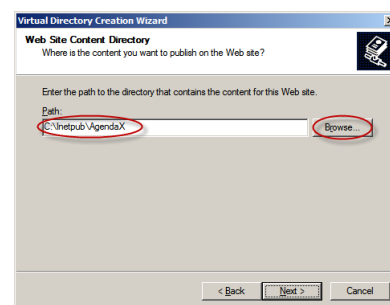 Virtual Directory Creation Wizard
Web Site Content Directory
Where is the content you want to publish on the Web site?
Enter the path to the directory that contains the content for this Web site.
Path:
C:\Inetpub\AgendaX
Browse...
< Back Next > Cancel